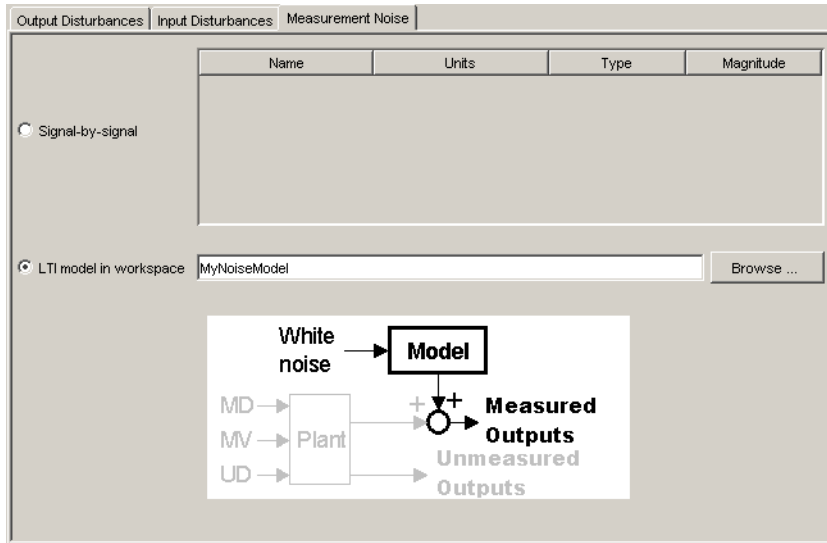 Output Disturbances Input Disturbances Measurement Noise
Name Units Type Magnitude
Signal-by-signal
LTI model in workspace MyNoiseModel Browse ...
White
noise
Model
MD
+ +
Measured
Outputs
MV
Plant
UD
Unmeasured
Outputs